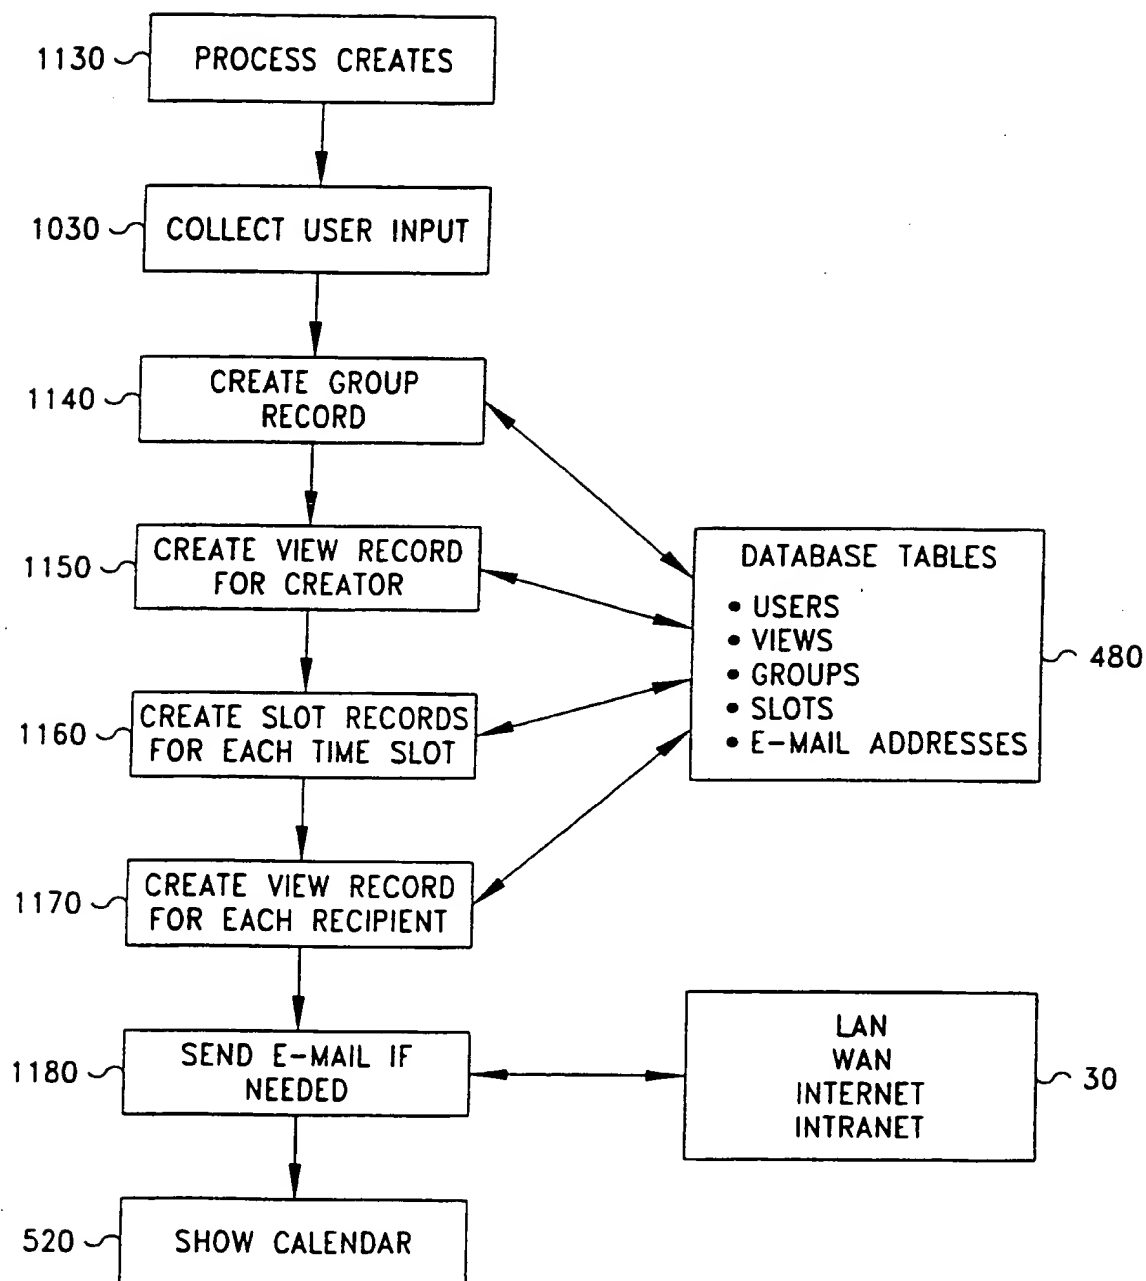 1130
PROCESS CREATES
1030
COLLECT USER INPUT
1140
CREATE GROUP
RECORD
1150
CREATE VIEW RECORD
FOR CREATOR
DATABASE TABLES
• USERS
• VIEWS
• GROUPS
• SLOTS
• E-MAIL ADDRESSES
480
1160
CREATE SLOT RECORDS
FOR EACH TIME SLOT
1170
CREATE VIEW RECORD
FOR EACH RECIPIENT
1180
SEND E-MAIL IF
NEEDED
LAN
WAN
INTERNET
INTRANET
30
520
SHOW CALENDAR